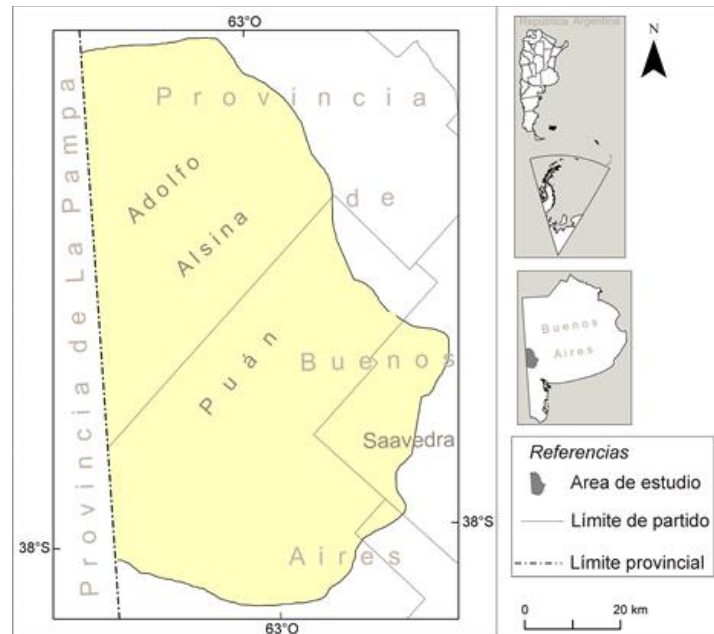 63°O
Provincia
de
Buenos
Aires
Provincia de La Pampa
Adolfo
Alsina
Puán
Saavedra
38°S
38°S
63°O
República Argentina
N
Buenos
Aires
Referencias
Area de estudio
Límite de partido
Límite provincial
0 20 km